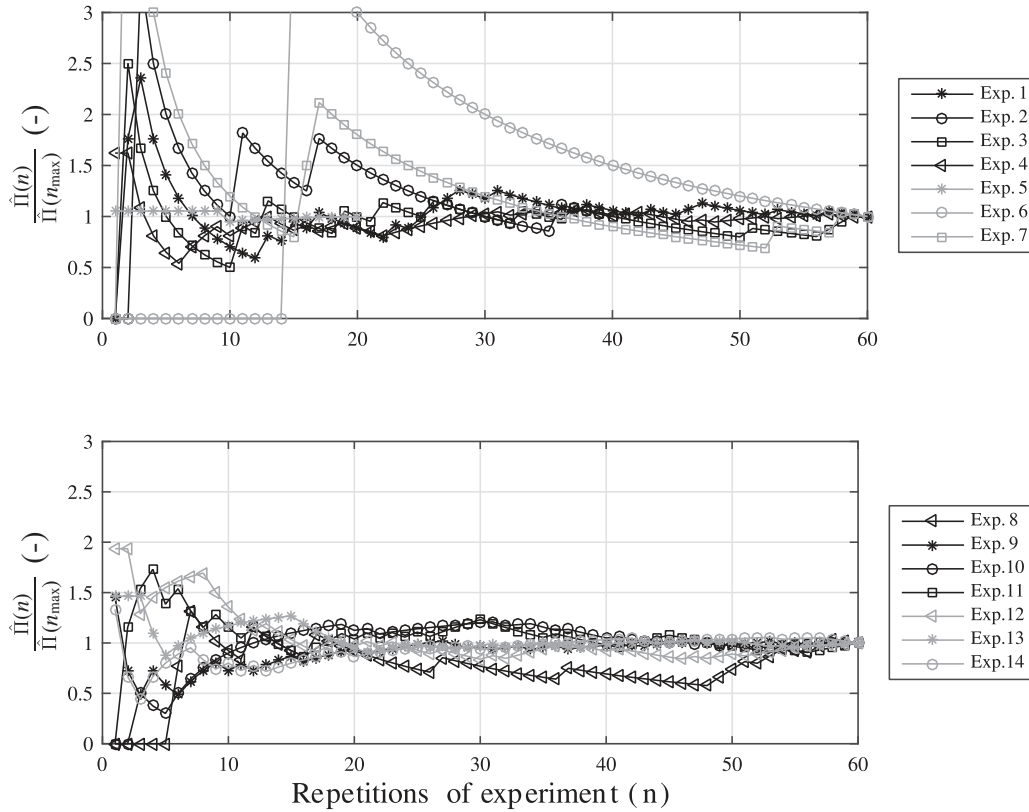 3
2.5
2
1.5
1
0.5
0
Π̂(n)
Π̂(nmax)
(-)
0 10 20 30 40 50 60
Exp. 1
Exp. 2
Exp. 3
Exp. 4
Exp. 5
Exp. 6
Exp. 7
3
2.5
2
1.5
1
0.5
0
Π̂(n)
Π̂(nmax)
(-)
0 10 20 30 40 50 60
Repetitions of experiment (n)
Exp. 8
Exp. 9
Exp.10
Exp.11
Exp.12
Exp.13
Exp.14